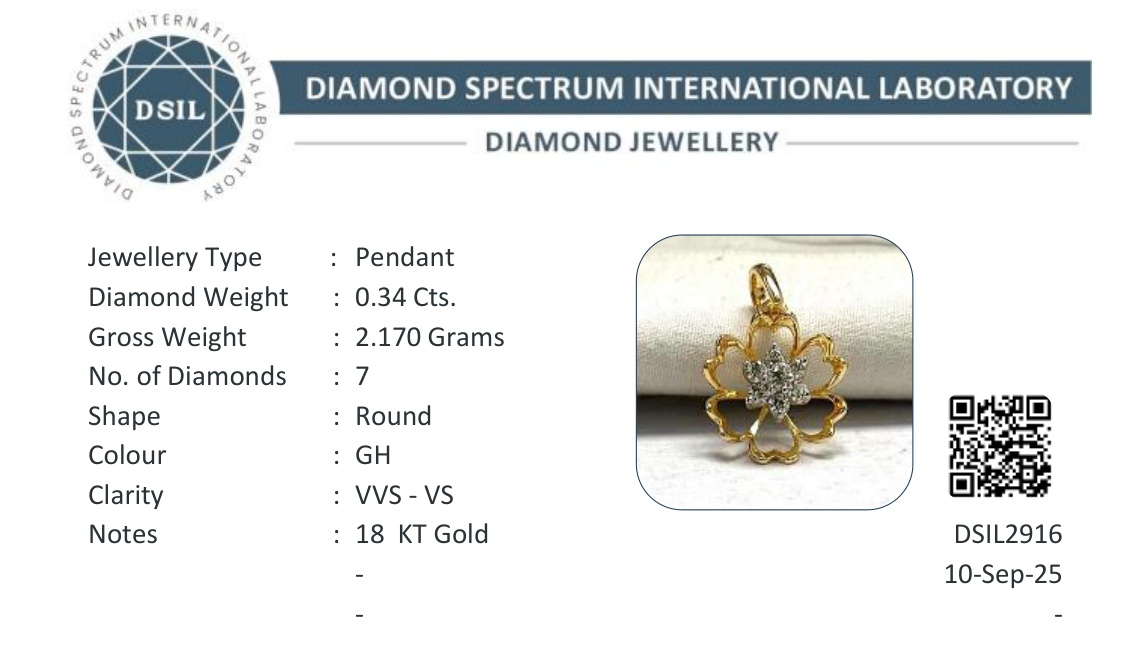 DIAMOND SPECTRUM INTERNATIONAL LABORATORY
DSIL
DIAMOND SPECTRUM INTERNATIONAL LABORATORY
DIAMOND JEWELLERY
Jewellery Type : Pendant
Diamond Weight : 0.34 Cts.
Gross Weight : 2.170 Grams
No. of Diamonds : 7
Shape : Round
Colour : GH
Clarity : VVS - VS
Notes : 18 KT Gold
-
-
DSIL2916
10-Sep-25
-